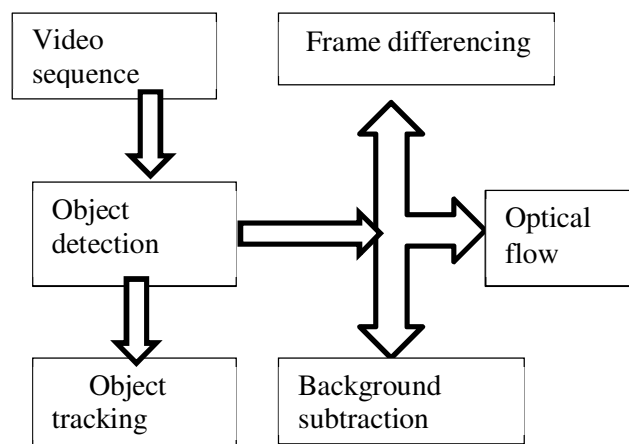 Video
sequence
Frame differencing
Object
detection
Optical
flow
Object
tracking
Background
subtraction